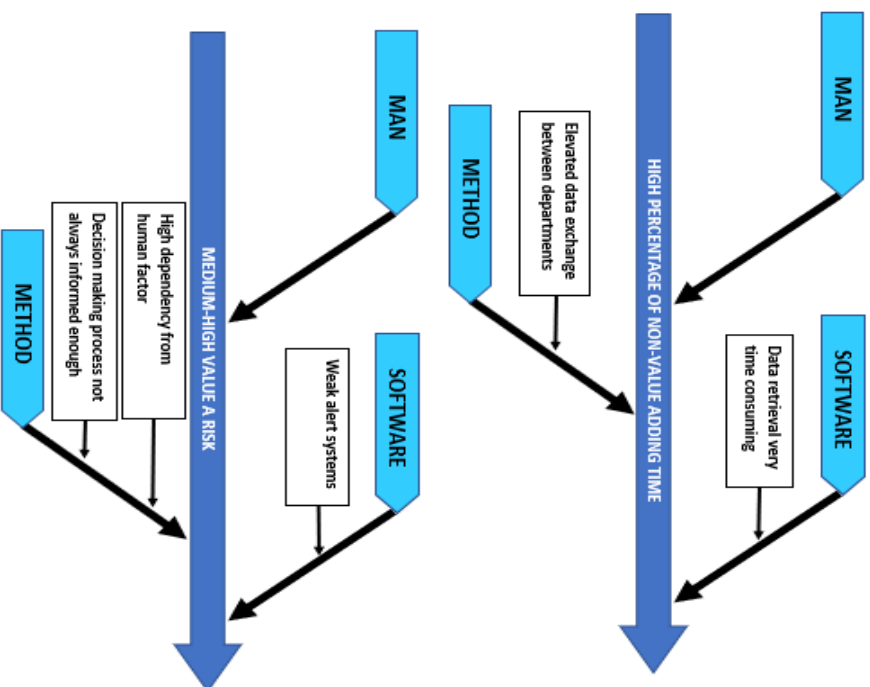 MAN
SOFTWARE
Data retrieval very
time consuming
HIGH PERCENTAGE OF NON-VALUE ADDING TIME
Elevated data exchange
between departments
METHOD
MAN
SOFTWARE
Weak alert systems
MEDIUM-HIGH VALUE A RISK
High dependency from
human factor
Decision making process not
always informed enough
METHOD